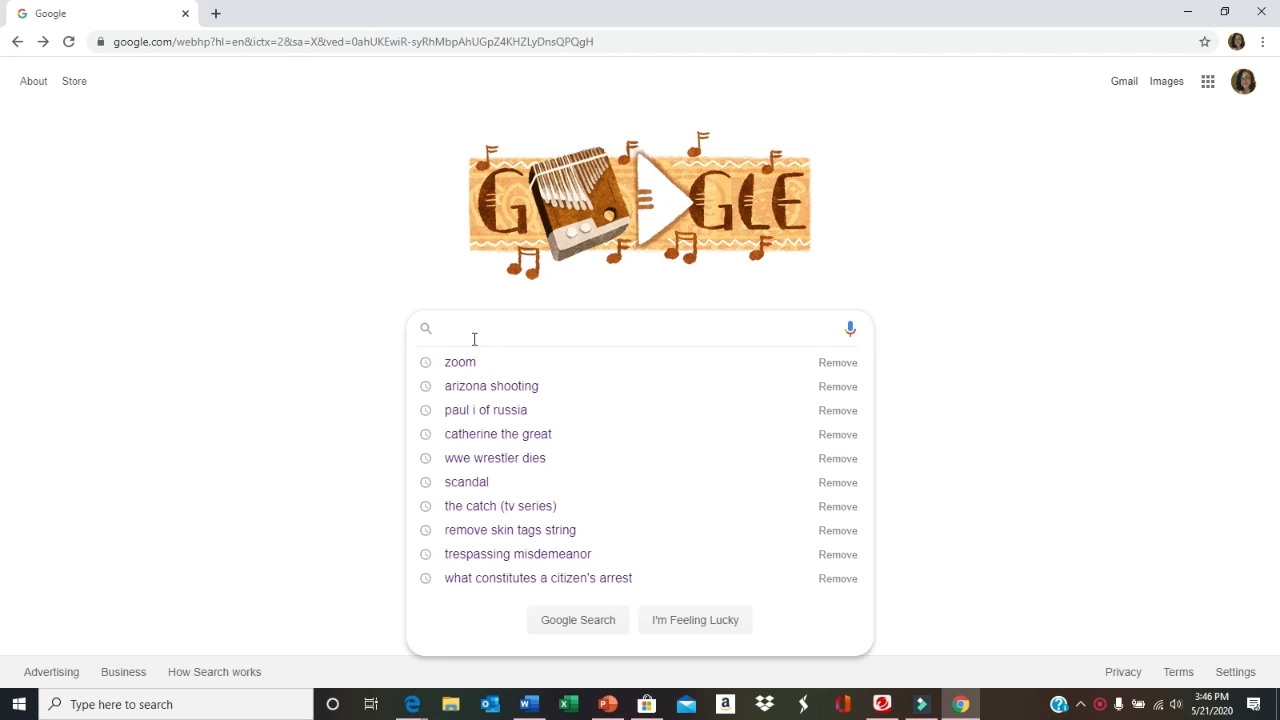 Google
google.com/webhp?hl=en&ictx=2&sa=X&ved=0ahUKEwiR-syRhMbpAhUGpZ4KHZLyDnsQPQgH
About Store Gmail Images
GOOGLE
zoom Remove
arizona shooting Remove
paul i of russia Remove
catherine the great Remove
wwe wrestler dies Remove
scandal Remove
the catch (tv series) Remove
remove skin tags string Remove
trespassing misdemeanor Remove
what constitutes a citizen's arrest Remove
Google Search I'm Feeling Lucky
Advertising Business How Search works Privacy Terms Settings
Type here to search
3:46 PM
5/21/2020